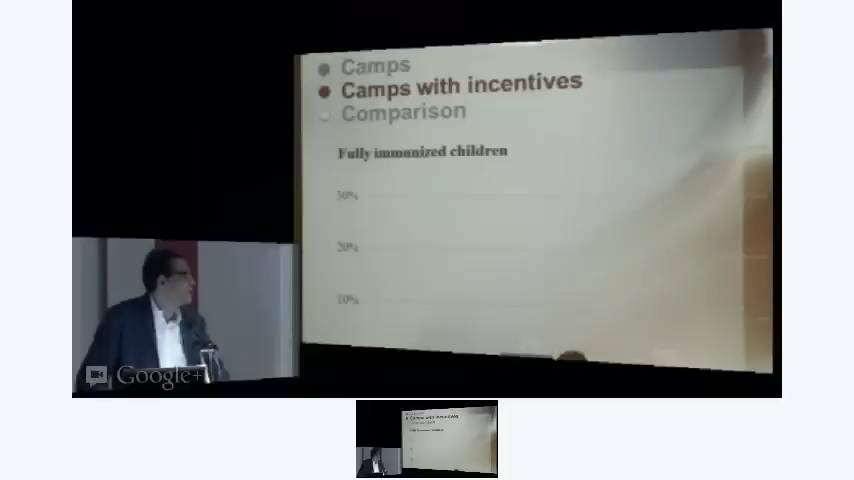 Camps
Camps with incentives
Comparison
Fully immunized children
30%
20%
10%
Google+